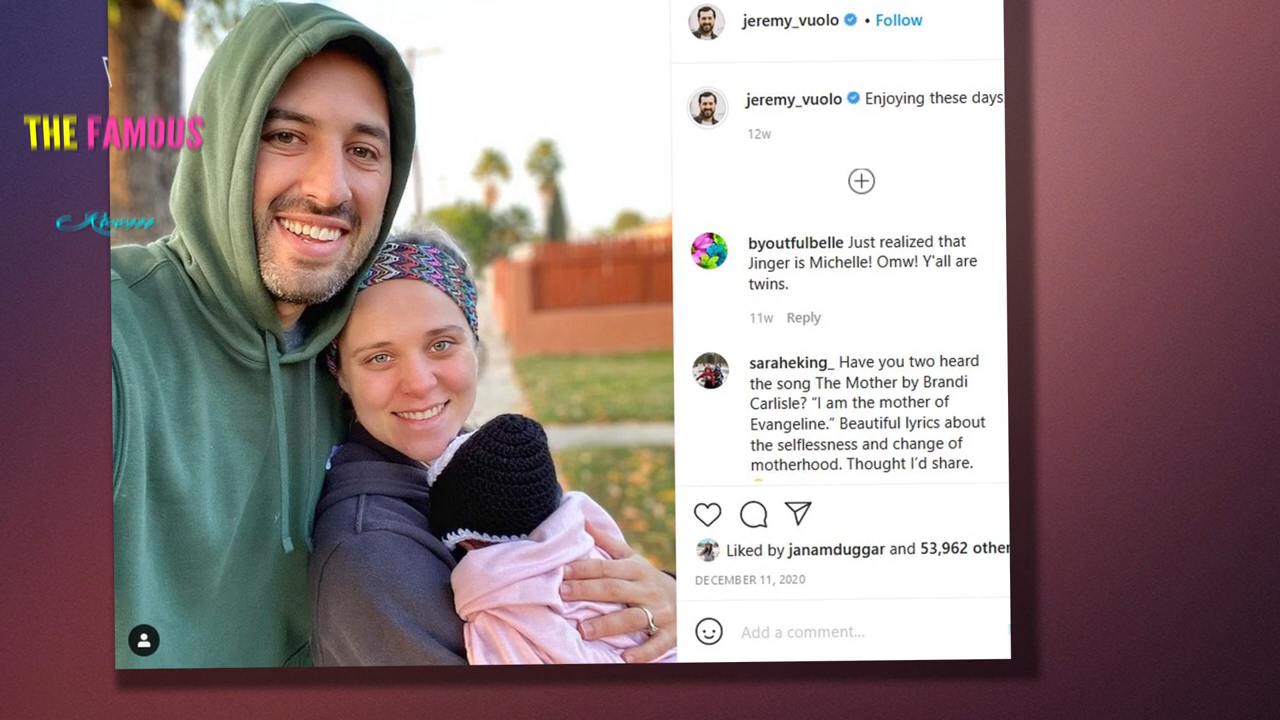 THE FAMOUS
jeremy_vuolo • Follow
jeremy_vuolo Enjoying these days
12w
byoutfulbelle Just realized that
Jinger is Michelle! Omw! Y'all are
twins.
11w Reply
saraheking_ Have you two heard
the song The Mother by Brandi
Carlisle? “I am the mother of
Evangeline.” Beautiful lyrics about
the selflessness and change of
motherhood. Thought I’d share.
Liked by janamduggar and 53,962 other
DECEMBER 11, 2020
Add a comment...